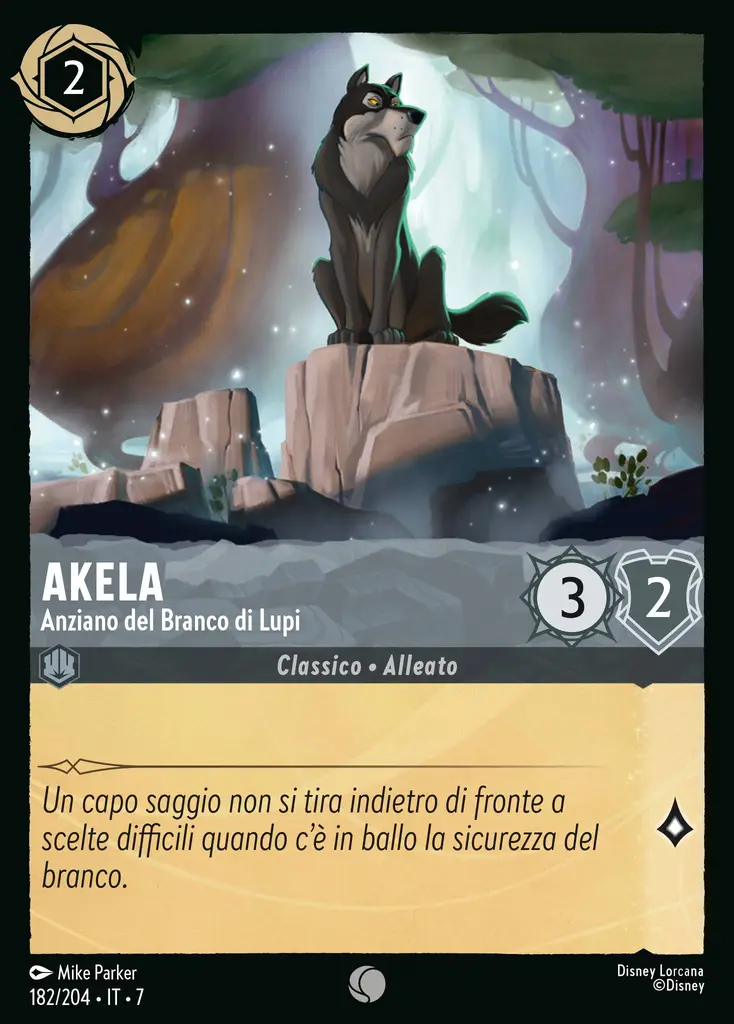 2
AKELA
Anziano del Branco di Lupi
3
2
Classico • Alleato
Un capo saggio non si tira indietro di fronte a
scelte difficili quando c'è in ballo la sicurezza del
branco.
Mike Parker
182/204 • IT • 7
Disney Lorcana
©Disney